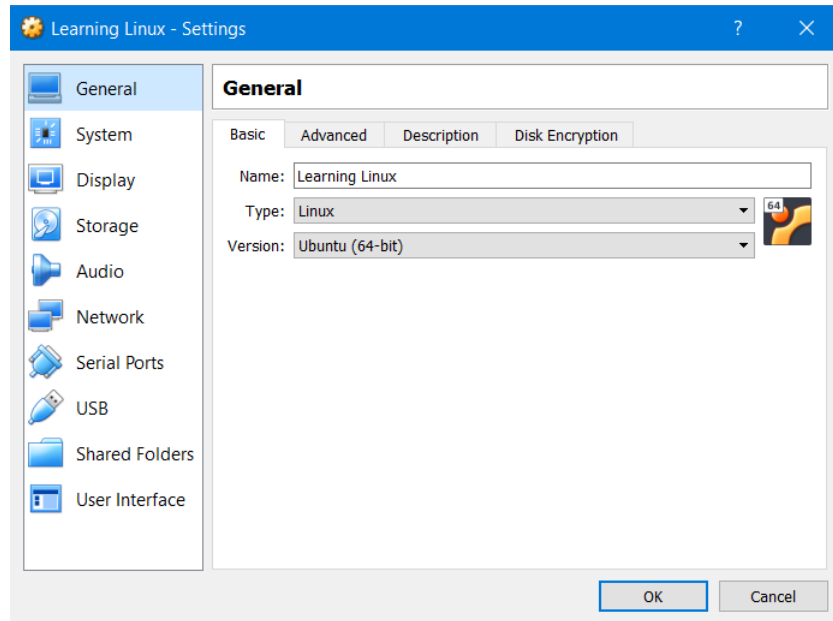 Learning Linux - Settings ? ×
General
System
Display
Storage
Audio
Network
Serial Ports
USB
Shared Folders
User Interface
General
Basic Advanced Description Disk Encryption
Name: Learning Linux
Type: Linux
64
Version: Ubuntu (64-bit)
OK Cancel